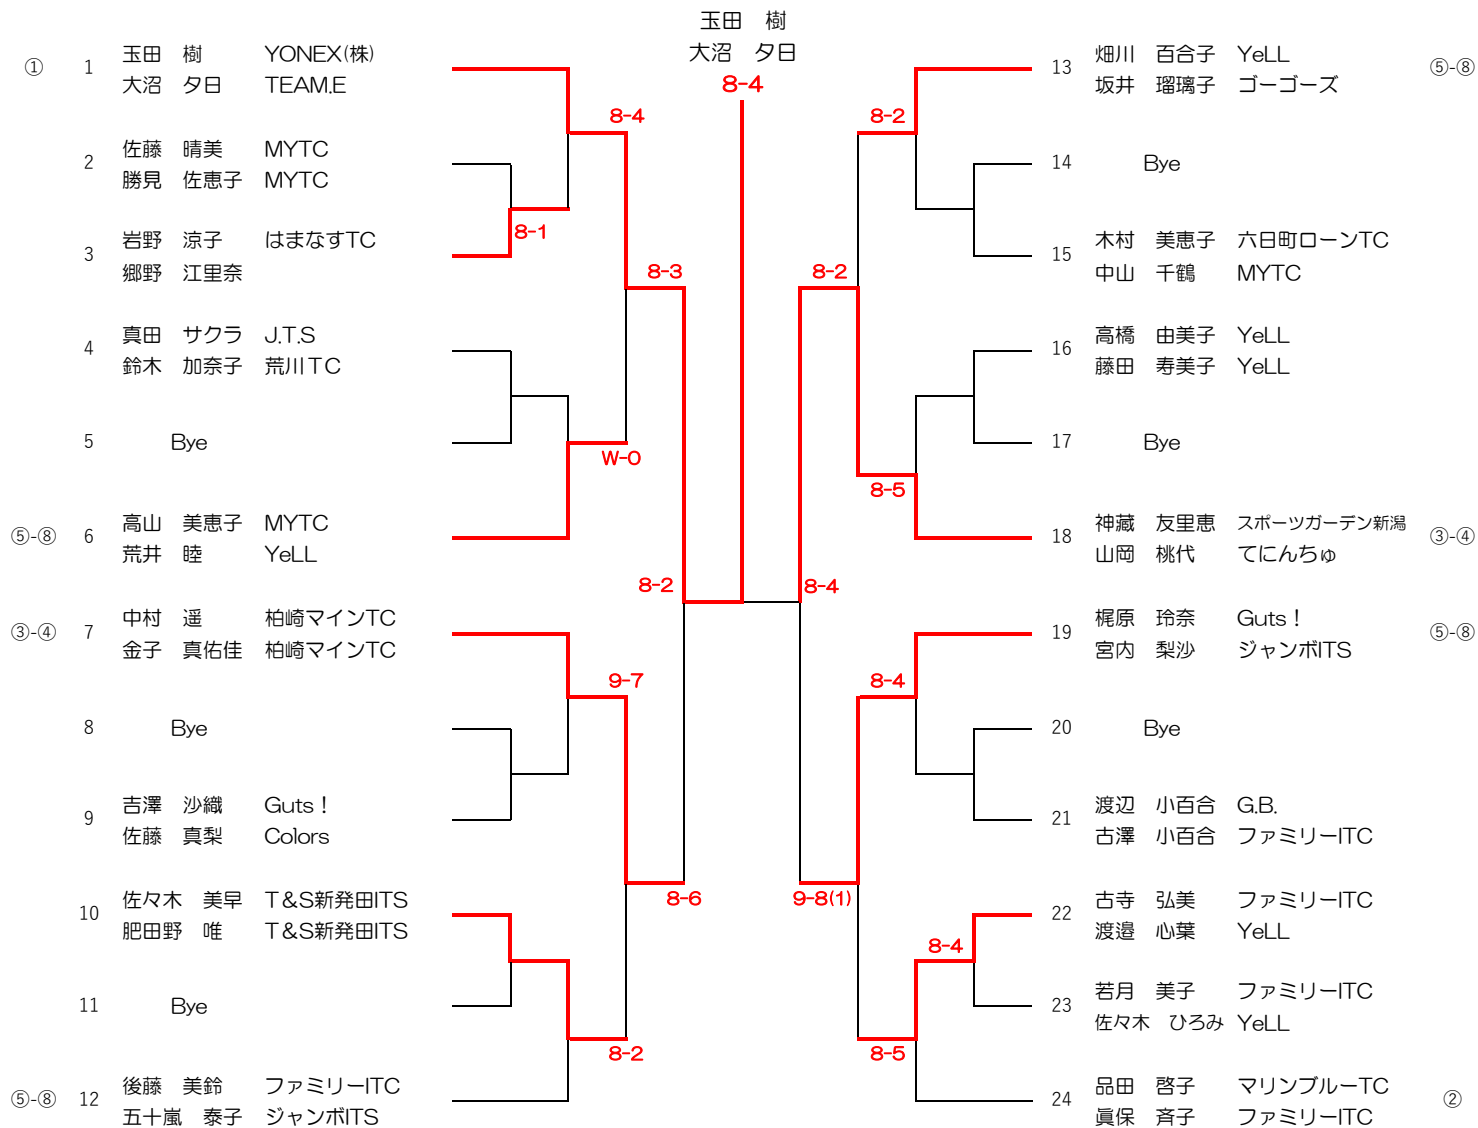 玉田　樹
大沼　夕日
8-4
① 1 玉田　樹 YONEX(株)
大沼　夕日 TEAM.E
8-4
2 佐藤　晴美 MYTC
勝見　佐恵子 MYTC
8-1
3 岩野　涼子 はまなすTC
郷野　江里奈
8-3
4 真田　サクラ J.T.S
鈴木　加奈子 荒川TC
5 Bye
W-0
⑤-⑧ 6 高山　美恵子 MYTC
荒井　睦 YeLL
8-2
③-④ 7 中村　遥 柏崎マインTC
金子　真佑佳 柏崎マインTC
9-7
8 Bye
9 吉澤　沙織 Guts！
佐藤　真梨 Colors
8-6
10 佐々木　美早 T&S新発田ITS
肥田野　唯 T&S新発田ITS
11 Bye
8-2
⑤-⑧ 12 後藤　美鈴 ファミリーITC
五十嵐　泰子 ジャンボITS
13 畑川　百合子 YeLL ⑤-⑧
坂井　瑠璃子 ゴーゴーズ
8-2
14 Bye
15 木村　美恵子 六日町ローンTC
中山　千鶴 MYTC
8-2
16 高橋　由美子 YeLL
藤田　寿美子 YeLL
17 Bye
8-5
18 神藏　友里恵 スポーツガーデン新潟 ③-④
山岡　桃代 てにんちゅ
8-4
19 梶原　玲奈 Guts！ ⑤-⑧
宮内　梨沙 ジャンボITS
8-4
20 Bye
21 渡辺　小百合 G.B.
古澤　小百合 ファミリーITC
9-8(1)
22 古寺　弘美 ファミリーITC
渡邉　心葉 YeLL
8-4
23 若月　美子 ファミリーITC
佐々木　ひろみ YeLL
8-5
24 品田　啓子 マリンブルーTC ②
眞保　斉子 ファミリーITC